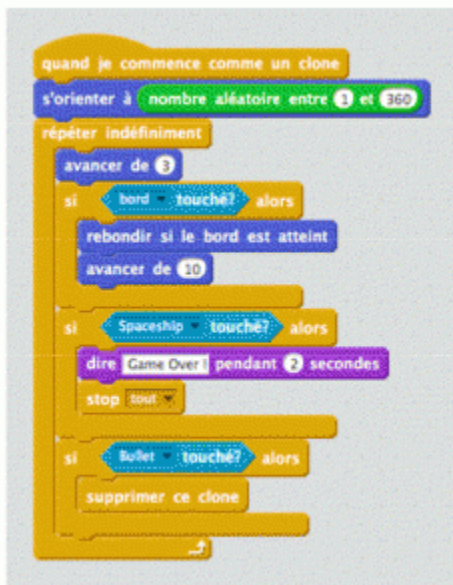 quand je commence comme un clone
s'orienter à nombre aléatoire entre 1 et 360
répéter indéfiniment
avancer de 3
si bord touché? alors
rebondir si le bord est atteint
avancer de 10
si Spaceship touché? alors
dire Game Over ! pendant 2 secondes
stop tout
si Bullet touché? alors
supprimer ce clone